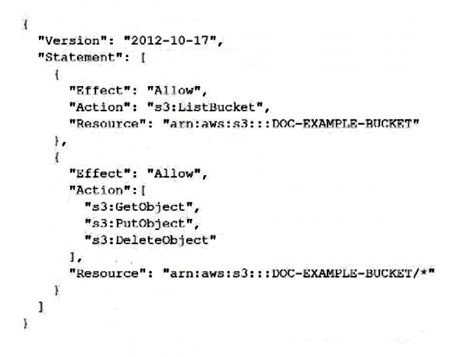 {
"Version": "2012-10-17",
"Statement": [
{
"Effect": "Allow",
"Action": "s3:ListBucket",
"Resource": "arn:aws:s3:::DOC-EXAMPLE-BUCKET"
},
{
"Effect": "Allow",
"Action":[
"s3:GetObject",
"s3:PutObject",
"s3:DeleteObject"
],
"Resource": "arn:aws:s3:::DOC-EXAMPLE-BUCKET/*"
}
]
}